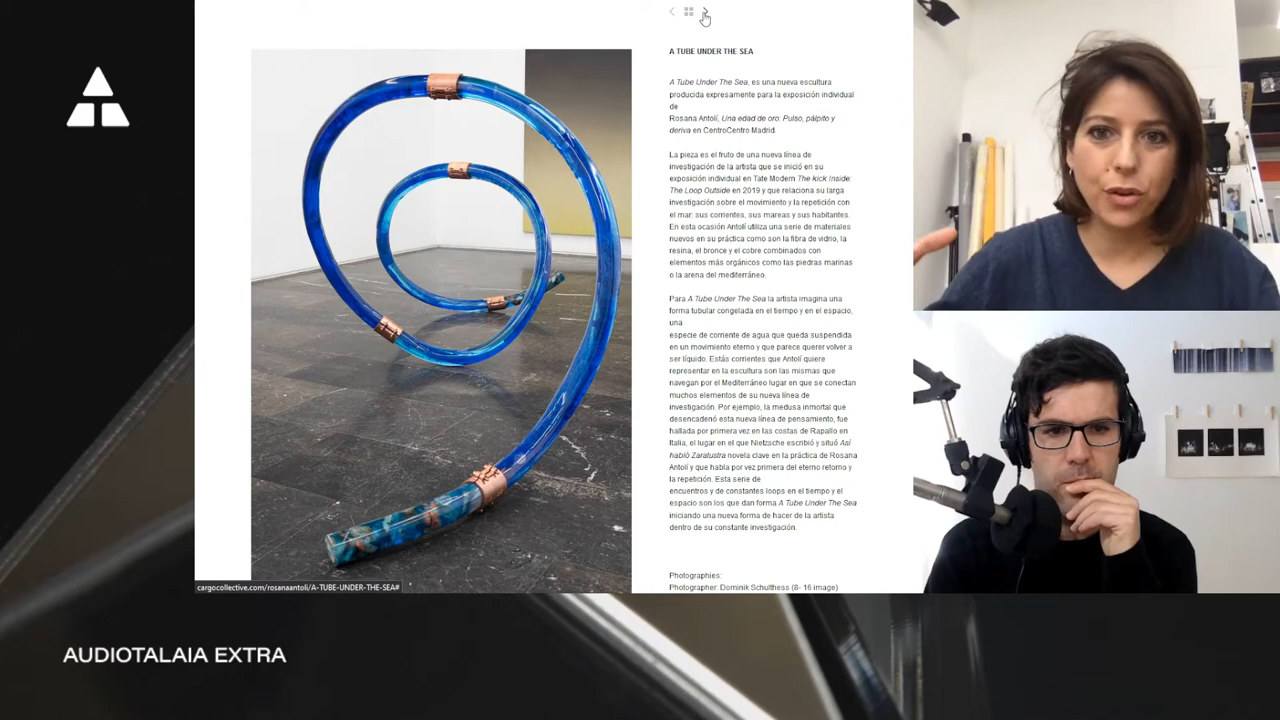 A TUBE UNDER THE SEA
A Tube Under The Sea, es una nueva escultura
producida expresamente para la exposición individual
de
Rosana Antolí, Una edad de oro: Pulso, pálpito y
deriva en CentroCentro Madrid.
La pieza es el fruto de una nueva línea de
investigación de la artista que se inició en su
exposición individual en Tate Modern The kick Inside:
The Loop Outside en 2019 y que relaciona su larga
investigación sobre el movimiento y la repetición con
el mar: sus corrientes, sus mareas y sus habitantes.
En esta ocasión Antolí utiliza una serie de materiales
nuevos en su práctica como son la fibra de vidrio, la
resina, el bronce y el cobre combinados con
elementos más orgánicos como las piedras marinas
o la arena del mediterráneo.
Para A Tube Under The Sea la artista imagina una
forma tubular congelada en el tiempo y en el espacio,
una
especie de corriente de agua que queda suspendida
en un movimiento eterno y que parece querer volver a
ser líquido. Estás corrientes que Antolí quiere
representar en la escultura son las mismas que
navegan por el Mediterráneo lugar en que se conectan
muchos elementos de su nueva línea de
investigación. Por ejemplo, la medusa inmortal que
desencadenó esta nueva línea de pensamiento, fue
hallada por primera vez en las costas de Rapallo en
Italia, el lugar en el que Nietzsche escribió y situó Así
habló Zaratustra novela clave en la práctica de Rosana
Antolí y que habla por vez primera del eterno retorno y
la repetición. Esta serie de
encuentros y de constantes loops en el tiempo y el
espacio son los que dan forma A Tube Under The Sea
iniciando una nueva forma de hacer de la artista
dentro de su constante investigación.
Photographies:
Photographer: Dominik Schulthess (8- 16 image)
cargocollective.com/rosanaantoli/A-TUBE-UNDER-THE-SEA#
AUDIOTALAIA EXTRA